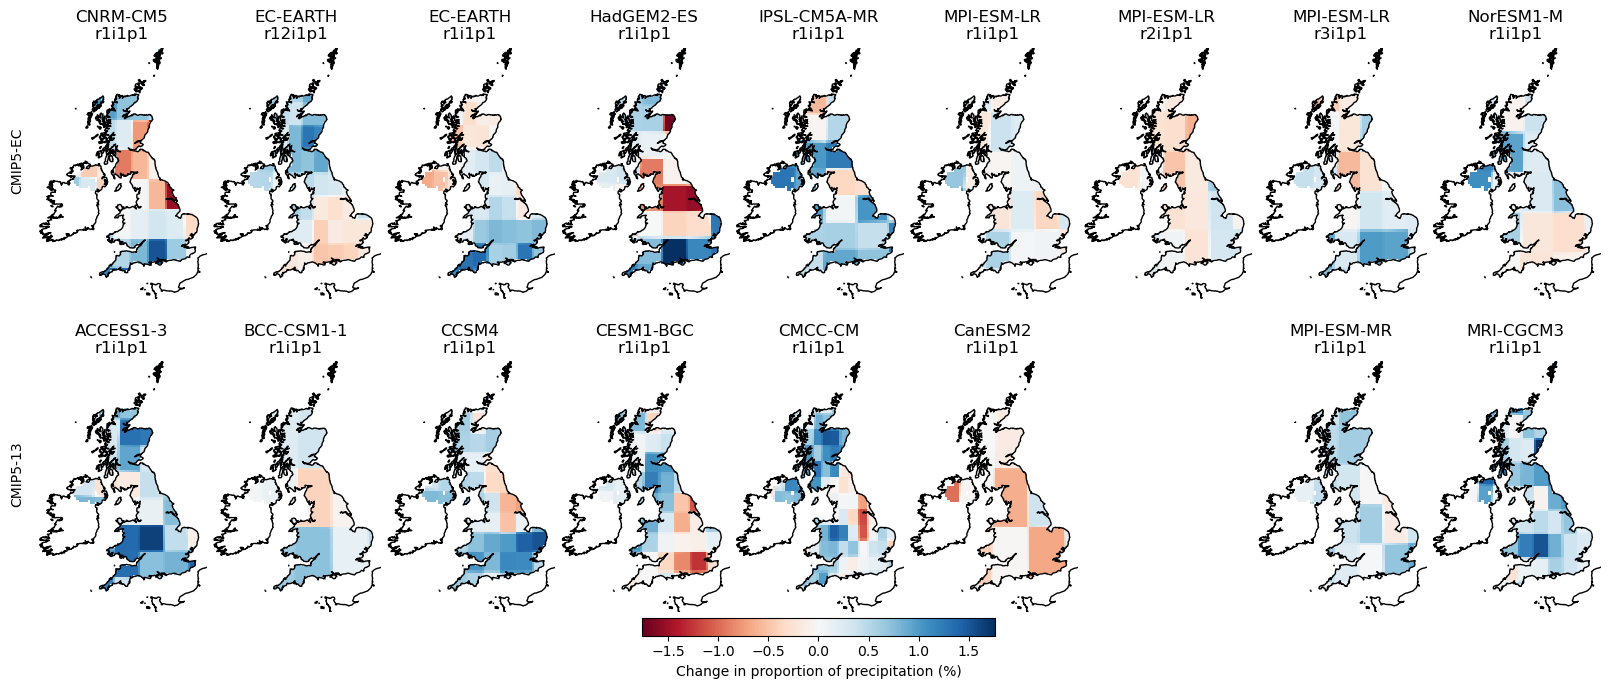 CNRM-CM5
r1i1p1
EC-EARTH
r12i1p1
EC-EARTH
r1i1p1
HadGEM2-ES
r1i1p1
IPSL-CM5A-MR
r1i1p1
MPI-ESM-LR
r1i1p1
MPI-ESM-LR
r2i1p1
MPI-ESM-LR
r3i1p1
NorESM1-M
r1i1p1
CMIP5-EC
ACCESS1-3
r1i1p1
BCC-CSM1-1
r1i1p1
CCSM4
r1i1p1
CESM1-BGC
r1i1p1
CMCC-CM
r1i1p1
CanESM2
r1i1p1
MPI-ESM-MR
r1i1p1
MRI-CGCM3
r1i1p1
CMIP5-13
−1.5 −1.0 −0.5 0.0 0.5 1.0 1.5
Change in proportion of precipitation (%)